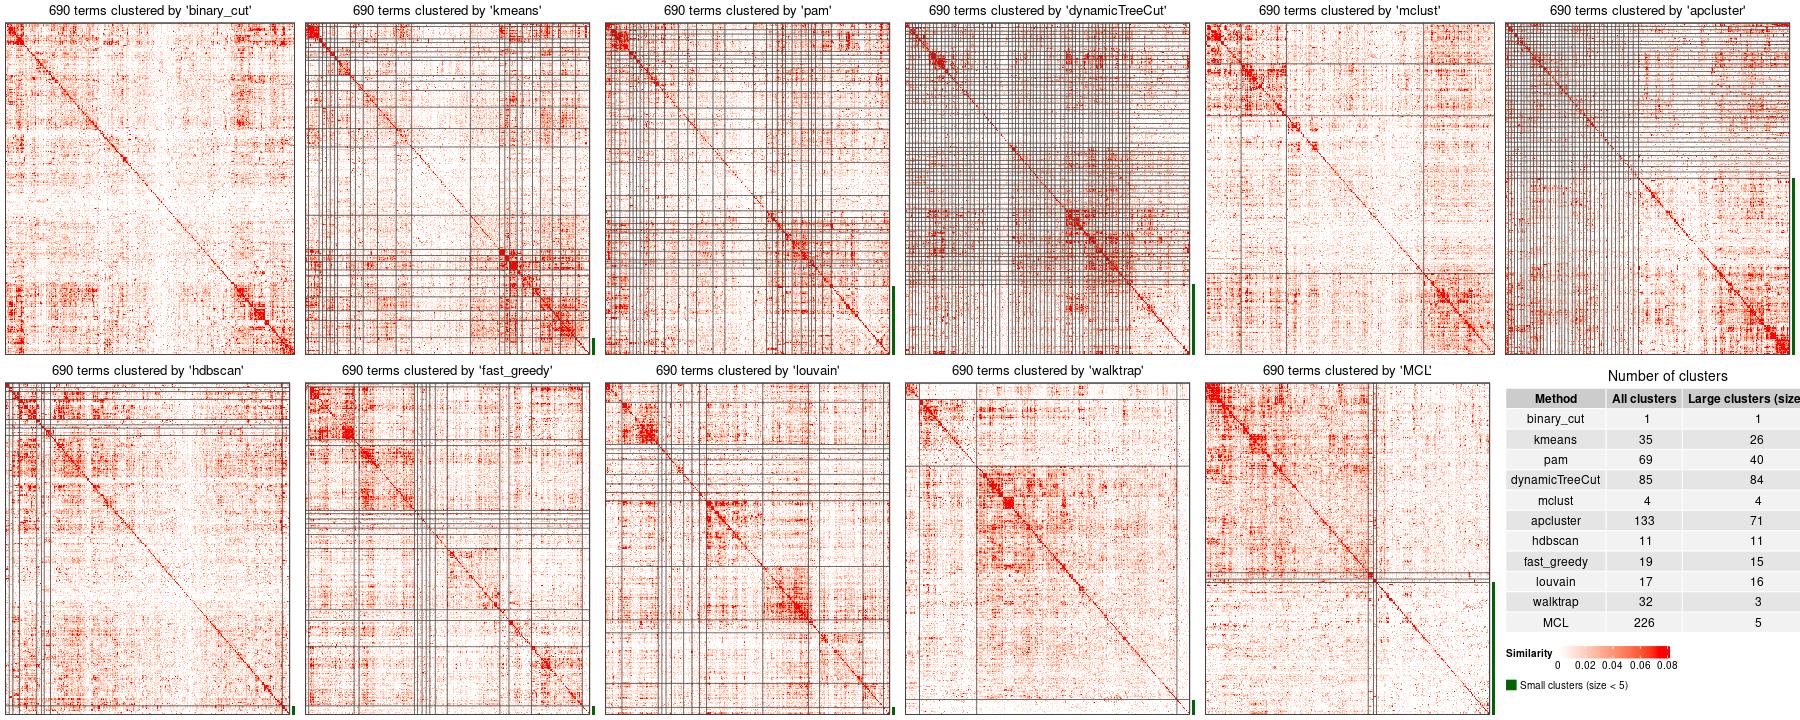 690 terms clustered by 'binary_cut'
690 terms clustered by 'kmeans'
690 terms clustered by 'pam'
690 terms clustered by 'dynamicTreeCut'
690 terms clustered by 'mclust'
690 terms clustered by 'apcluster'
690 terms clustered by 'hdbscan'
690 terms clustered by 'fast_greedy'
690 terms clustered by 'louvain'
690 terms clustered by 'walktrap'
690 terms clustered by 'MCL'
Number of clusters
Method All clusters Large clusters (size
binary_cut 1 1
kmeans 35 26
pam 69 40
dynamicTreeCut 85 84
mclust 4 4
apcluster 133 71
hdbscan 11 11
fast_greedy 19 15
louvain 17 16
walktrap 32 3
MCL 226 5
Similarity
0 0.02 0.04 0.06 0.08
Small clusters (size < 5)